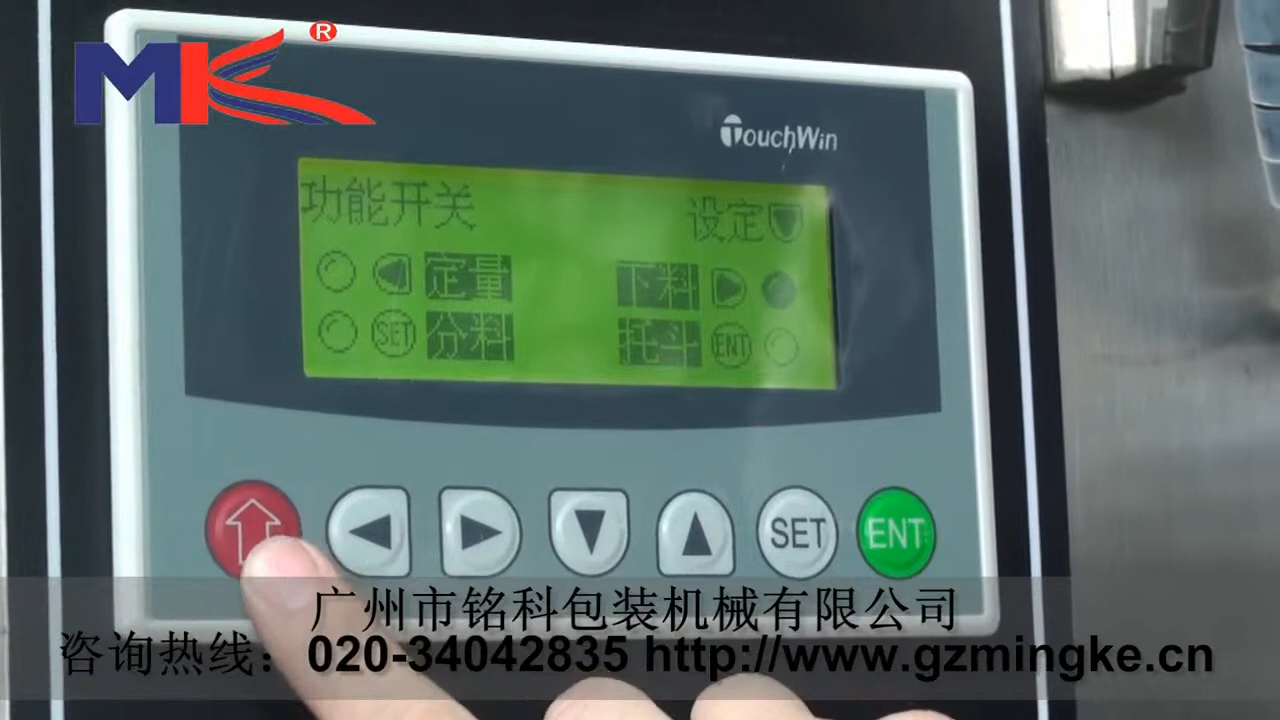 MK®
TouchWin
功能开关 设定
定量 下料
SET 分料 托斗 ENT
SET ENT
广州市铭科包装机械有限公司
咨询热线：020-34042835 http://www.gzmingke.cn